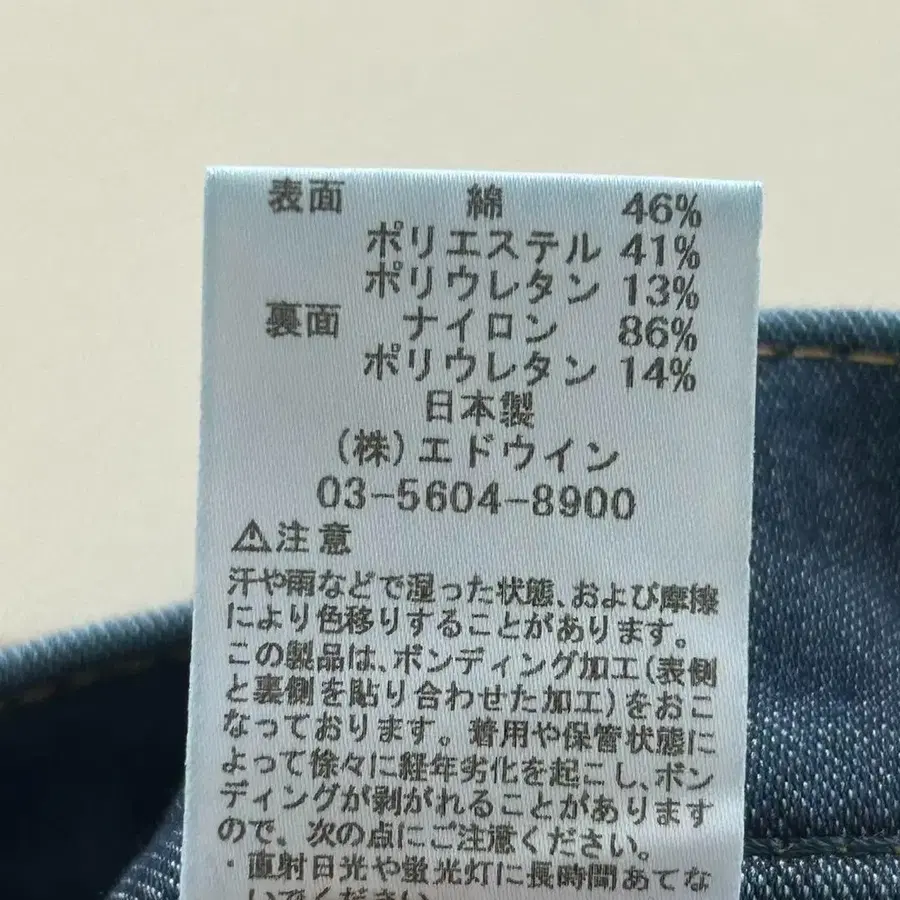 表面 綿 46%
ポリエステル 41%
ポリウレタン 13%
裏面 ナイロン 86%
ポリウレタン 14%
日本製
(株)エドウイン
03-5604-8900
⚠注意
汗や雨などで湿った状態、および摩擦
により色移りすることがあります。
この製品は、ボンディング加工(表側
と裏側を貼り合わせた加工)をおこ
なっております。着用や保管状態に
よって徐々に経年劣化を起こし、ボン
ディングが剥がれることがあります
ので、次の点にご注意ください。
・直射日光や蛍光灯に長時間あてな
いでください。